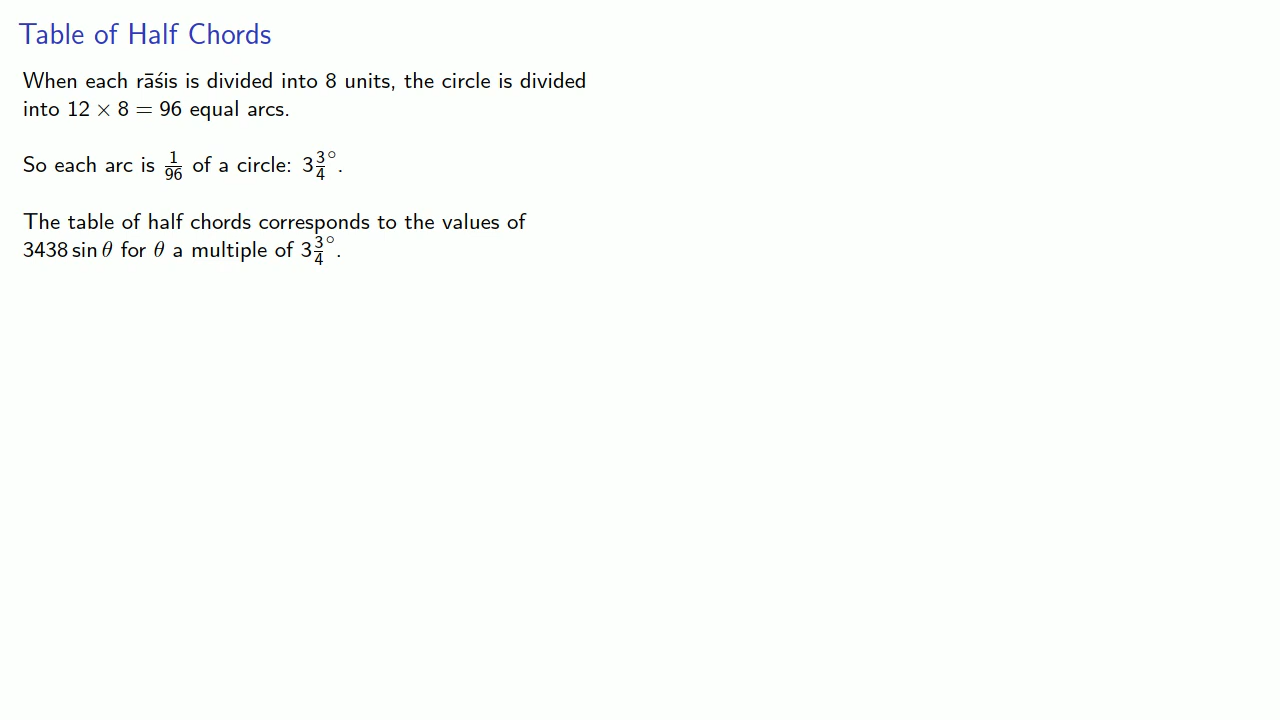 Table of Half Chords
When each rāśis is divided into 8 units, the circle is divided
into 12 × 8 = 96 equal arcs.
So each arc is 1/96 of a circle: 3 3/4°.
The table of half chords corresponds to the values of
3438 sin θ for θ a multiple of 3 3/4°.